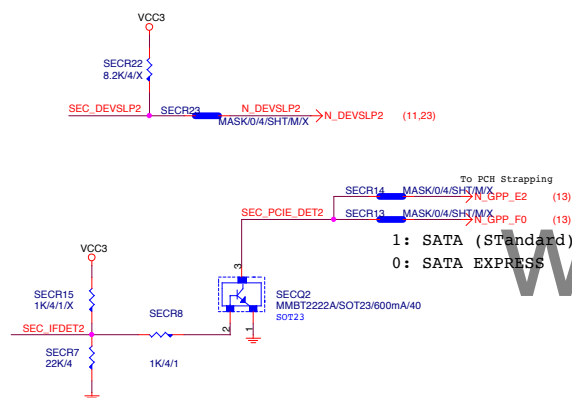 VCC3
SECR22
8.2K/4/X
SEC_DEVSLP2
SECR23
N_DEVSLP2
MASK/0/4/SHT/M/X
N_DEVSLP2 (11,23)
To PCH Strapping
SECR14 MASK/0/4/SHT/M/X
N_GPP_E2 (13)
SEC_PCIE_DET2
SECR13 MASK/0/4/SHT/M/X
N_GPP_F0 (13)
1: SATA (STandard)
0: SATA EXPRESS
W
VCC3
3
SECR15
1K/4/1/X
SECR8
SECQ2
MMBT2222A/SOT23/600mA/40
SOT23
SEC_IFDET2
2
1
SECR7
22K/4
1K/4/1